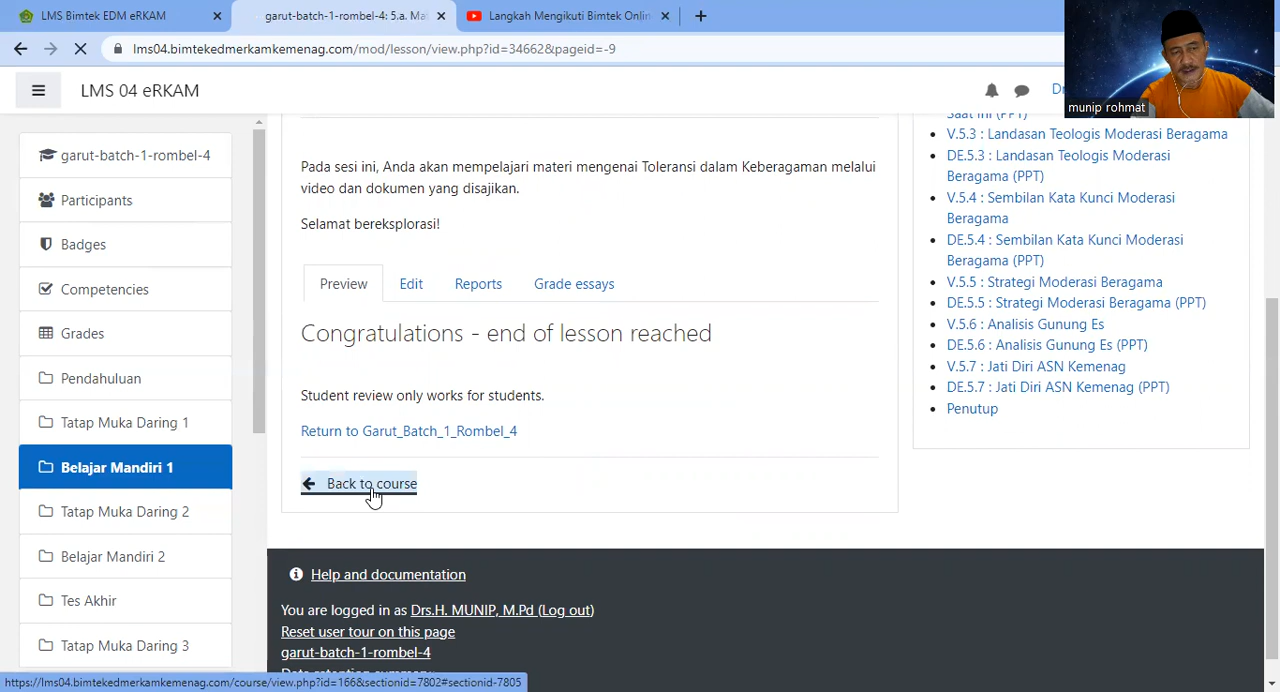 LMS Bimtek EDM eRKAM
garut-batch-1-rombel-4: 5.a. Ma
Langkah Mengikuti Bimtek Onlin
lms04.bimtekedmerkamkemenag.com/mod/lesson/view.php?id=34662&pageid=-9
LMS 04 eRKAM
munip rohmat
garut-batch-1-rombel-4
Participants
Badges
Competencies
Grades
Pendahuluan
Tatap Muka Daring 1
Belajar Mandiri 1
Tatap Muka Daring 2
Belajar Mandiri 2
Tes Akhir
Tatap Muka Daring 3
Pada sesi ini, Anda akan mempelajari materi mengenai Toleransi dalam Keberagaman melalui
video dan dokumen yang disajikan.
Selamat bereksplorasi!
Preview Edit Reports Grade essays
Congratulations - end of lesson reached
Student review only works for students.
Return to Garut_Batch_1_Rombel_4
Back to course
Saat Ini (PPT)
V.5.3 : Landasan Teologis Moderasi Beragama
DE.5.3 : Landasan Teologis Moderasi
Beragama (PPT)
V.5.4 : Sembilan Kata Kunci Moderasi
Beragama
DE.5.4 : Sembilan Kata Kunci Moderasi
Beragama (PPT)
V.5.5 : Strategi Moderasi Beragama
DE.5.5 : Strategi Moderasi Beragama (PPT)
V.5.6 : Analisis Gunung Es
DE.5.6 : Analisis Gunung Es (PPT)
V.5.7 : Jati Diri ASN Kemenag
DE.5.7 : Jati Diri ASN Kemenag (PPT)
Penutup
Help and documentation
You are logged in as Drs.H. MUNIP, M.Pd (Log out)
Reset user tour on this page
garut-batch-1-rombel-4
https://lms04.bimtekedmerkamkemenag.com/course/view.php?id=166&sectionid=7802#sectionid-7805